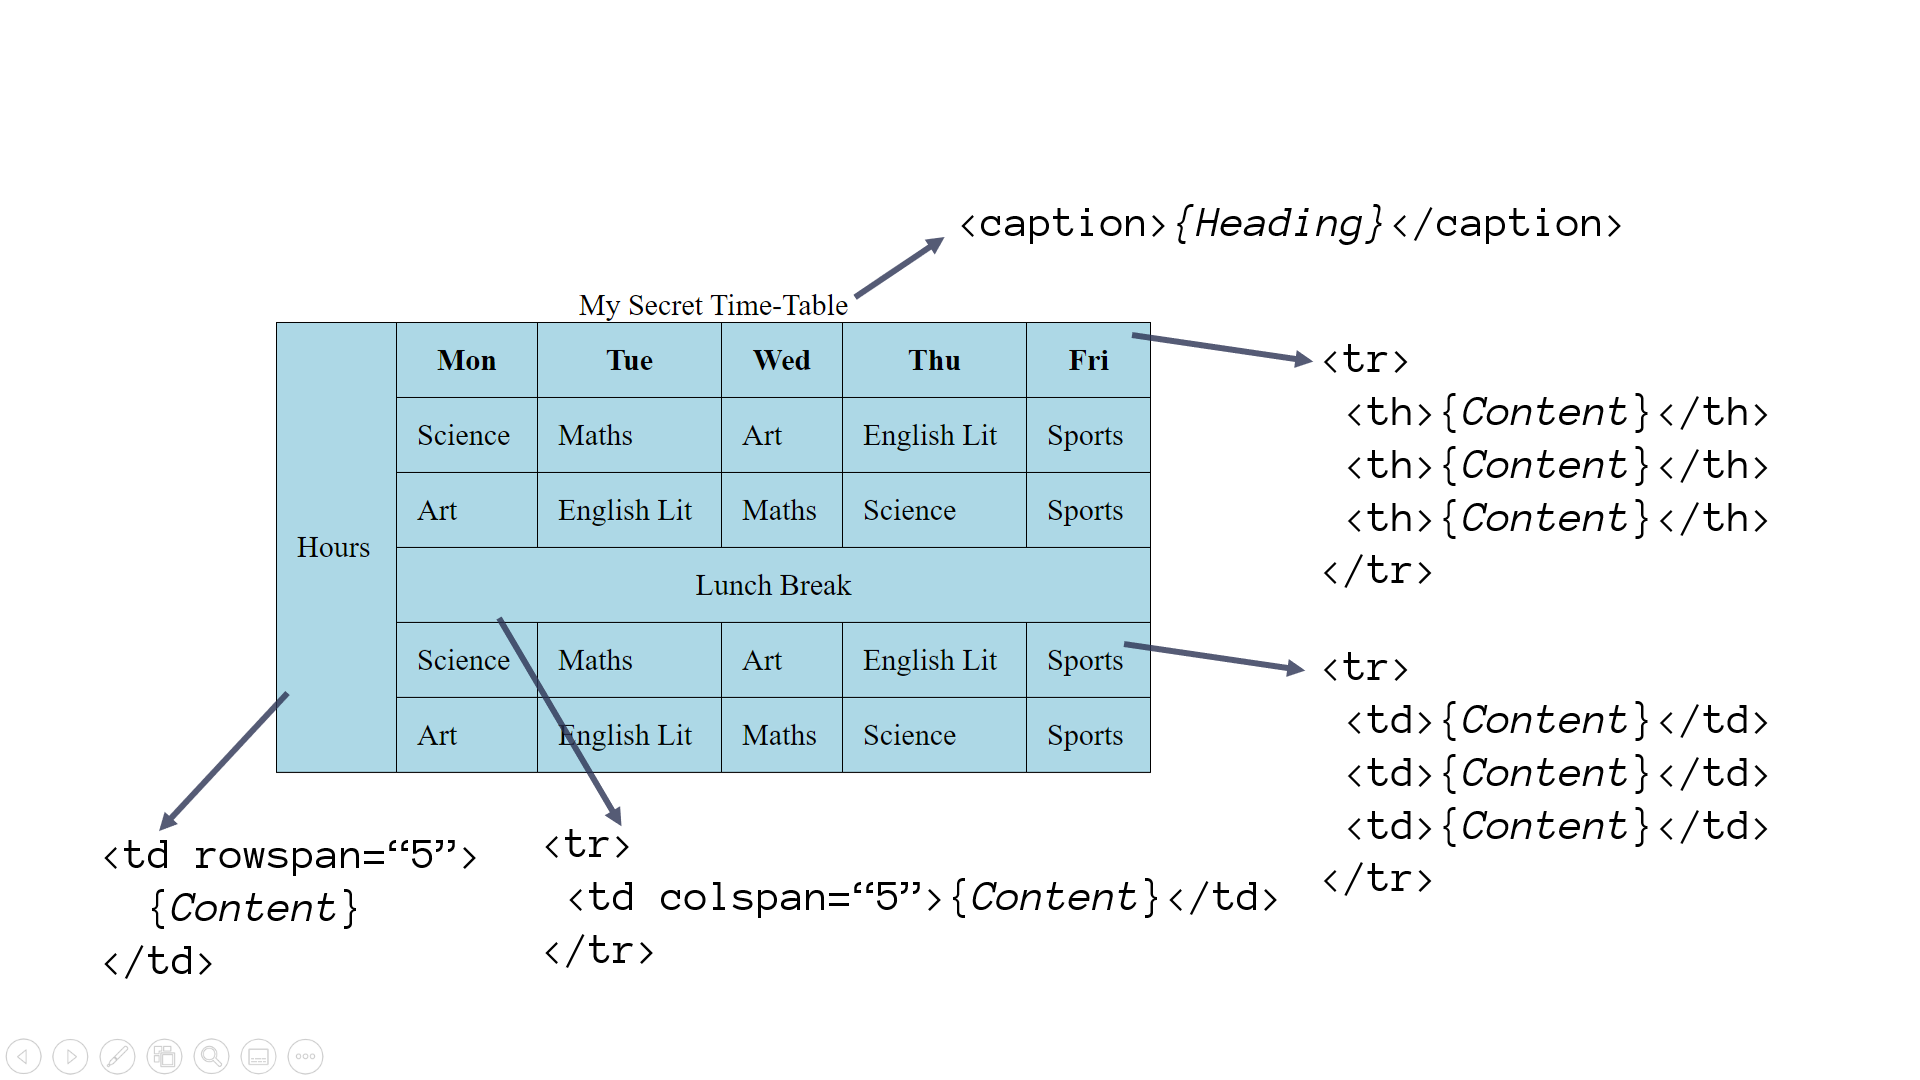 <caption>{Heading}</caption>
My Secret Time-Table
Hours
Mon Tue Wed Thu Fri
Science Maths Art English Lit Sports
Art English Lit Maths Science Sports
Lunch Break
Science Maths Art English Lit Sports
Art English Lit Maths Science Sports
<tr>
<th>{Content}</th>
<th>{Content}</th>
<th>{Content}</th>
</tr>
<tr>
<td>{Content}</td>
<td>{Content}</td>
<td>{Content}</td>
</tr>
<td rowspan=“5”>
{Content}
</td>
<tr>
<td colspan=“5”>{Content}</td>
</tr>